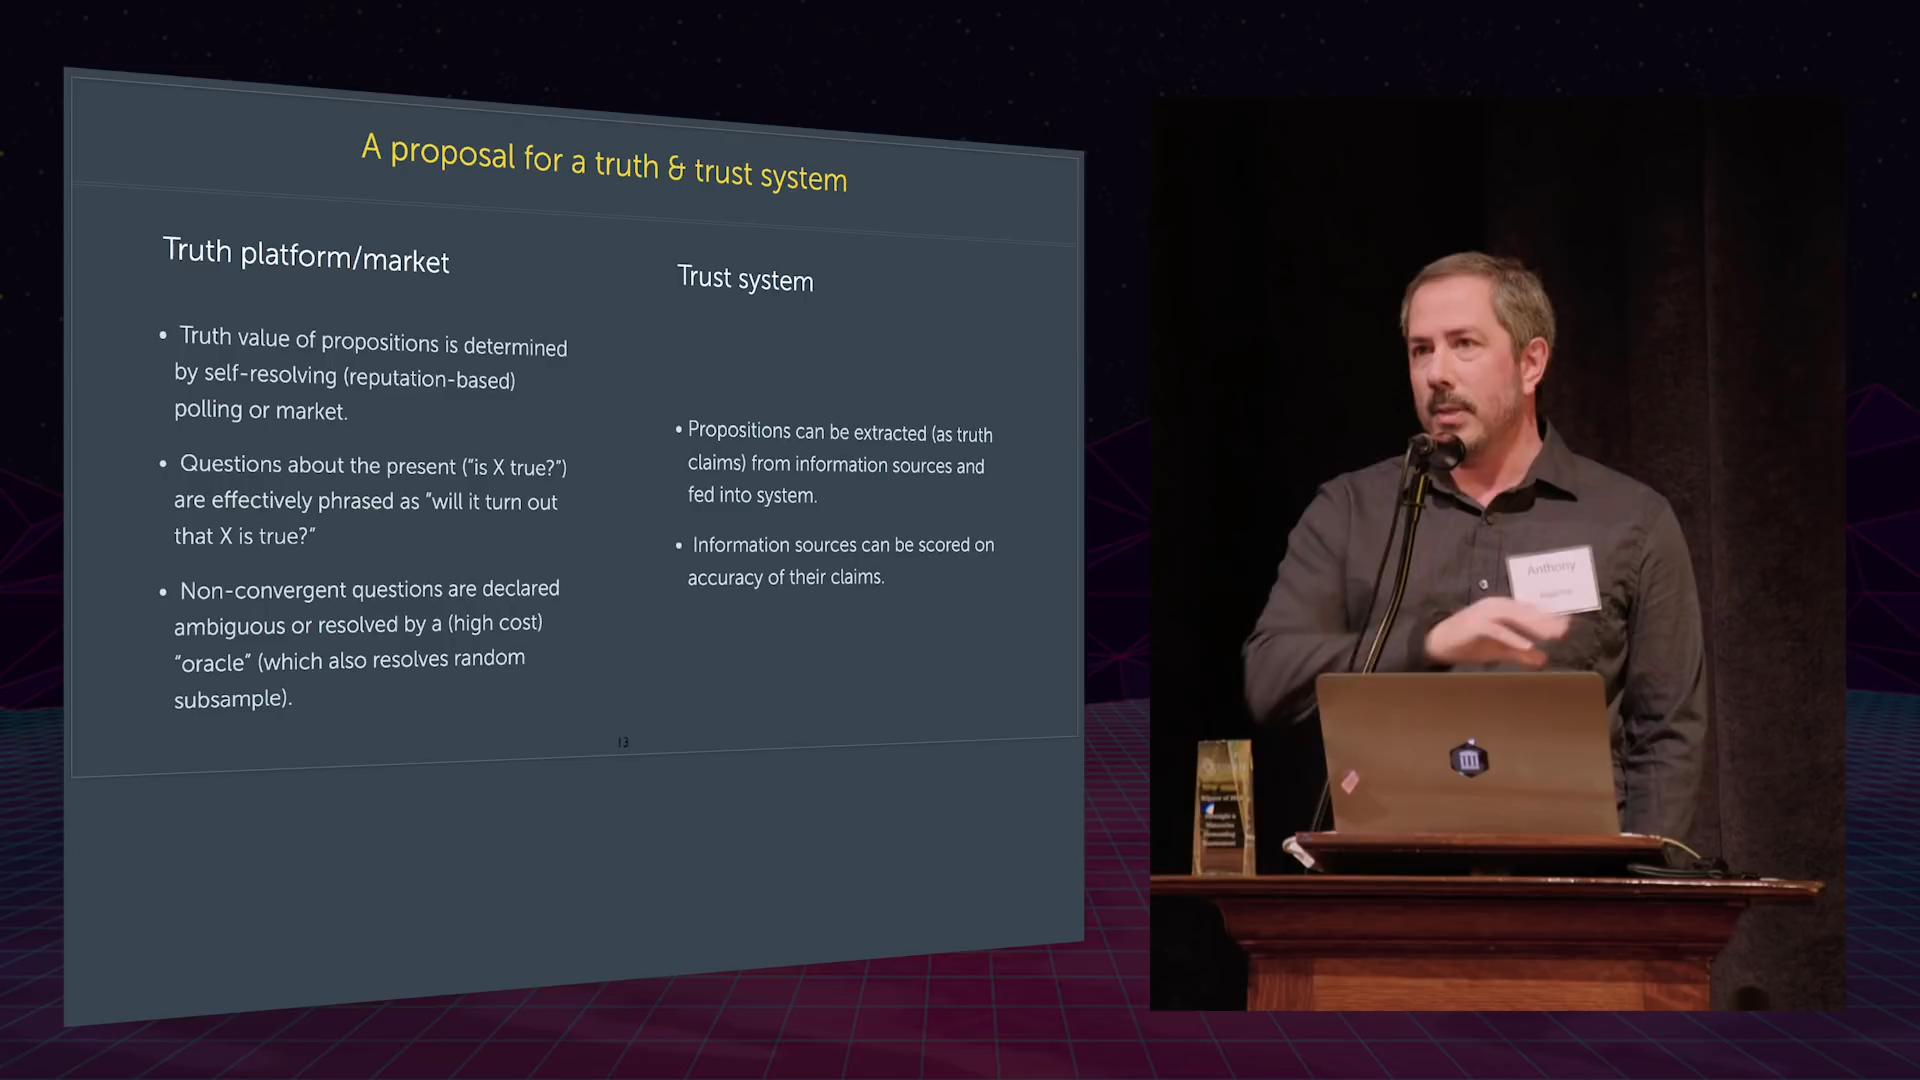 A proposal for a truth & trust system
Truth platform/market
• Truth value of propositions is determined
by self-resolving (reputation-based)
polling or market.
• Questions about the present ("is X true?")
are effectively phrased as "will it turn out
that X is true?"
• Non-convergent questions are declared
ambiguous or resolved by a (high cost)
"oracle" (which also resolves random
subsample).
Trust system
• Propositions can be extracted (as truth
claims) from information sources and
fed into system.
• Information sources can be scored on
accuracy of their claims.
13
Anthony